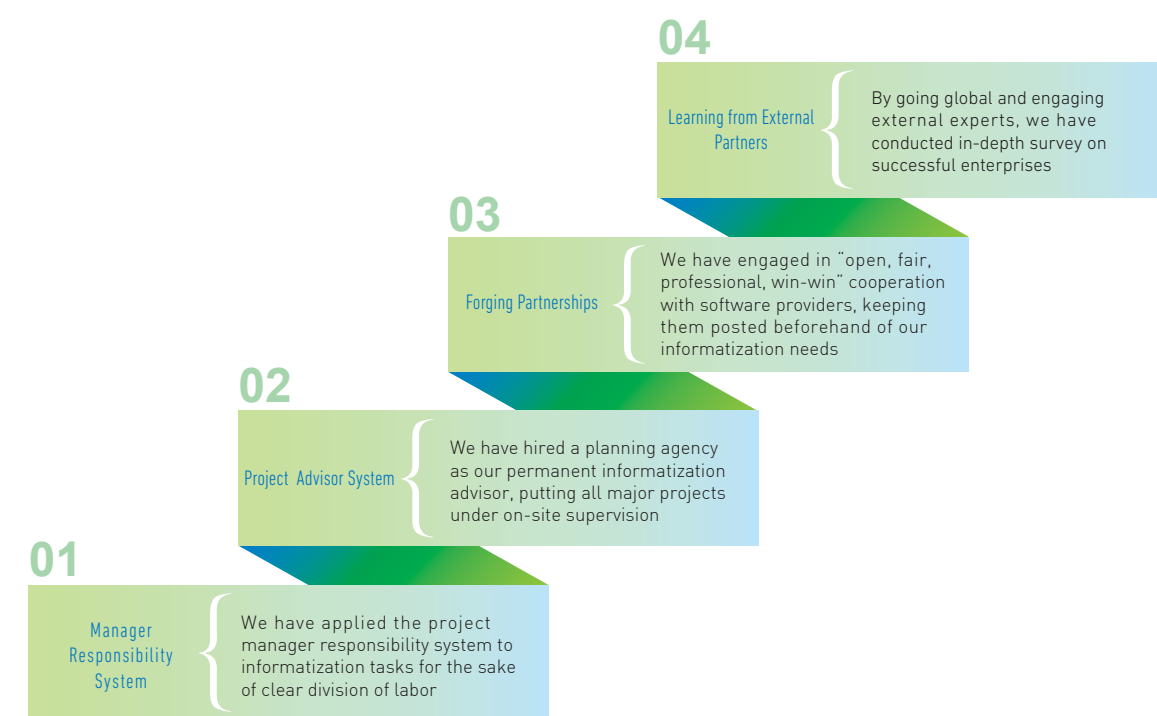 04
Learning from External
Partners
By going global and engaging
external experts, we have
conducted in-depth survey on
successful enterprises
03
Forging Partnerships
We have engaged in “open, fair,
professional, win-win” cooperation
with software providers, keeping
them posted beforehand of our
informatization needs
02
Project Advisor System
We have hired a planning agency
as our permanent informatization
advisor, putting all major projects
under on-site supervision
01
Manager
Responsibility
System
We have applied the project
manager responsibility system to
informatization tasks for the sake
of clear division of labor